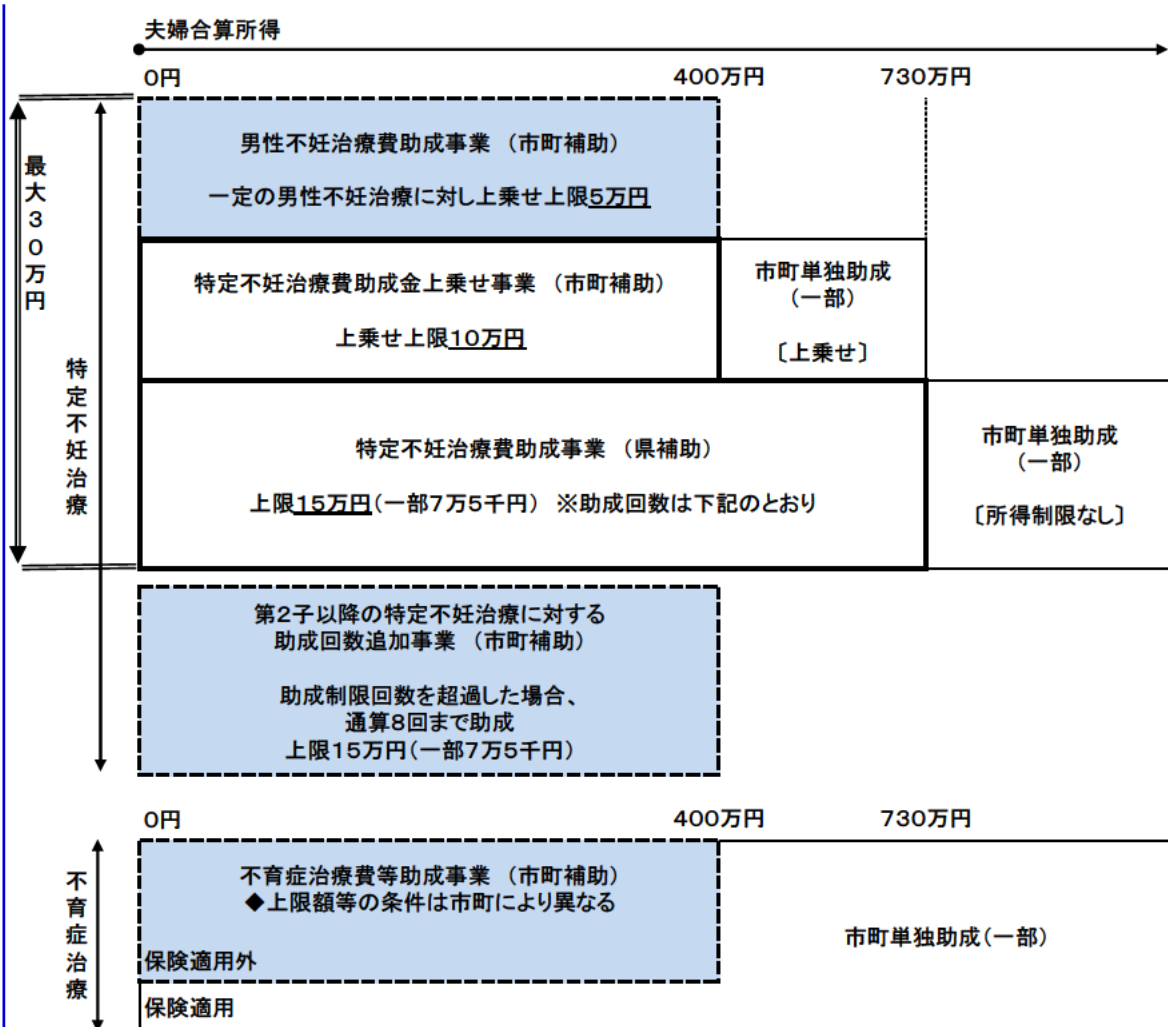 夫婦合算所得
0円
400万円
730万円
最大30万円
特定不妊治療
男性不妊治療費助成事業 （市町補助）
一定の男性不妊治療に対し上乗せ上限5万円
特定不妊治療費助成金上乗せ事業 （市町補助）
上乗せ上限10万円
市町単独助成
（一部）
〔上乗せ〕
特定不妊治療費助成事業 （県補助）
上限15万円（一部7万5千円） ※助成回数は下記のとおり
市町単独助成
（一部）
〔所得制限なし〕
第2子以降の特定不妊治療に対する
助成回数追加事業 （市町補助）
助成制限回数を超過した場合、
通算8回まで助成
上限15万円（一部7万5千円）
0円
400万円
730万円
不育症治療
不育症治療費等助成事業 （市町補助）
◆上限額等の条件は市町により異なる
保険適用外
市町単独助成（一部）
保険適用